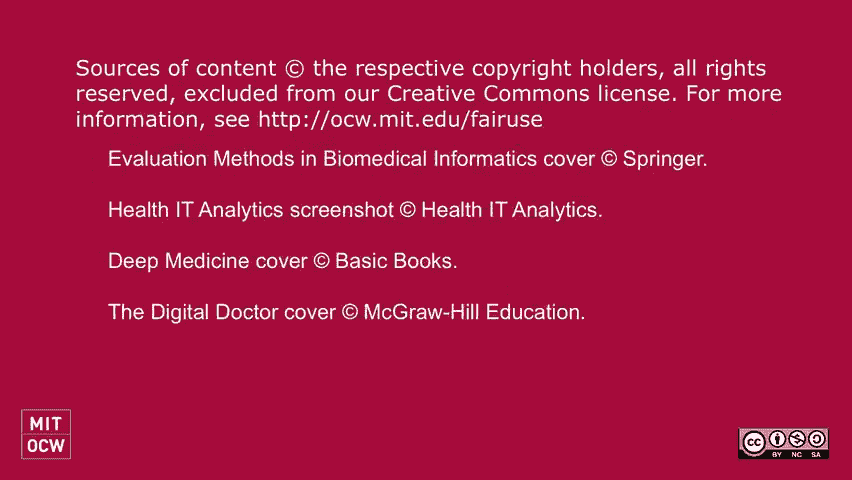 Sources of content © the respective copyright holders, all rights
reserved, excluded from our Creative Commons license. For more
information, see http://ocw.mit.edu/fairuse
Evaluation Methods in Biomedical Informatics cover © Springer.
Health IT Analytics screenshot © Health IT Analytics.
Deep Medicine cover © Basic Books.
The Digital Doctor cover © McGraw-Hill Education.
MIT
OCW
cc
BY NC SA